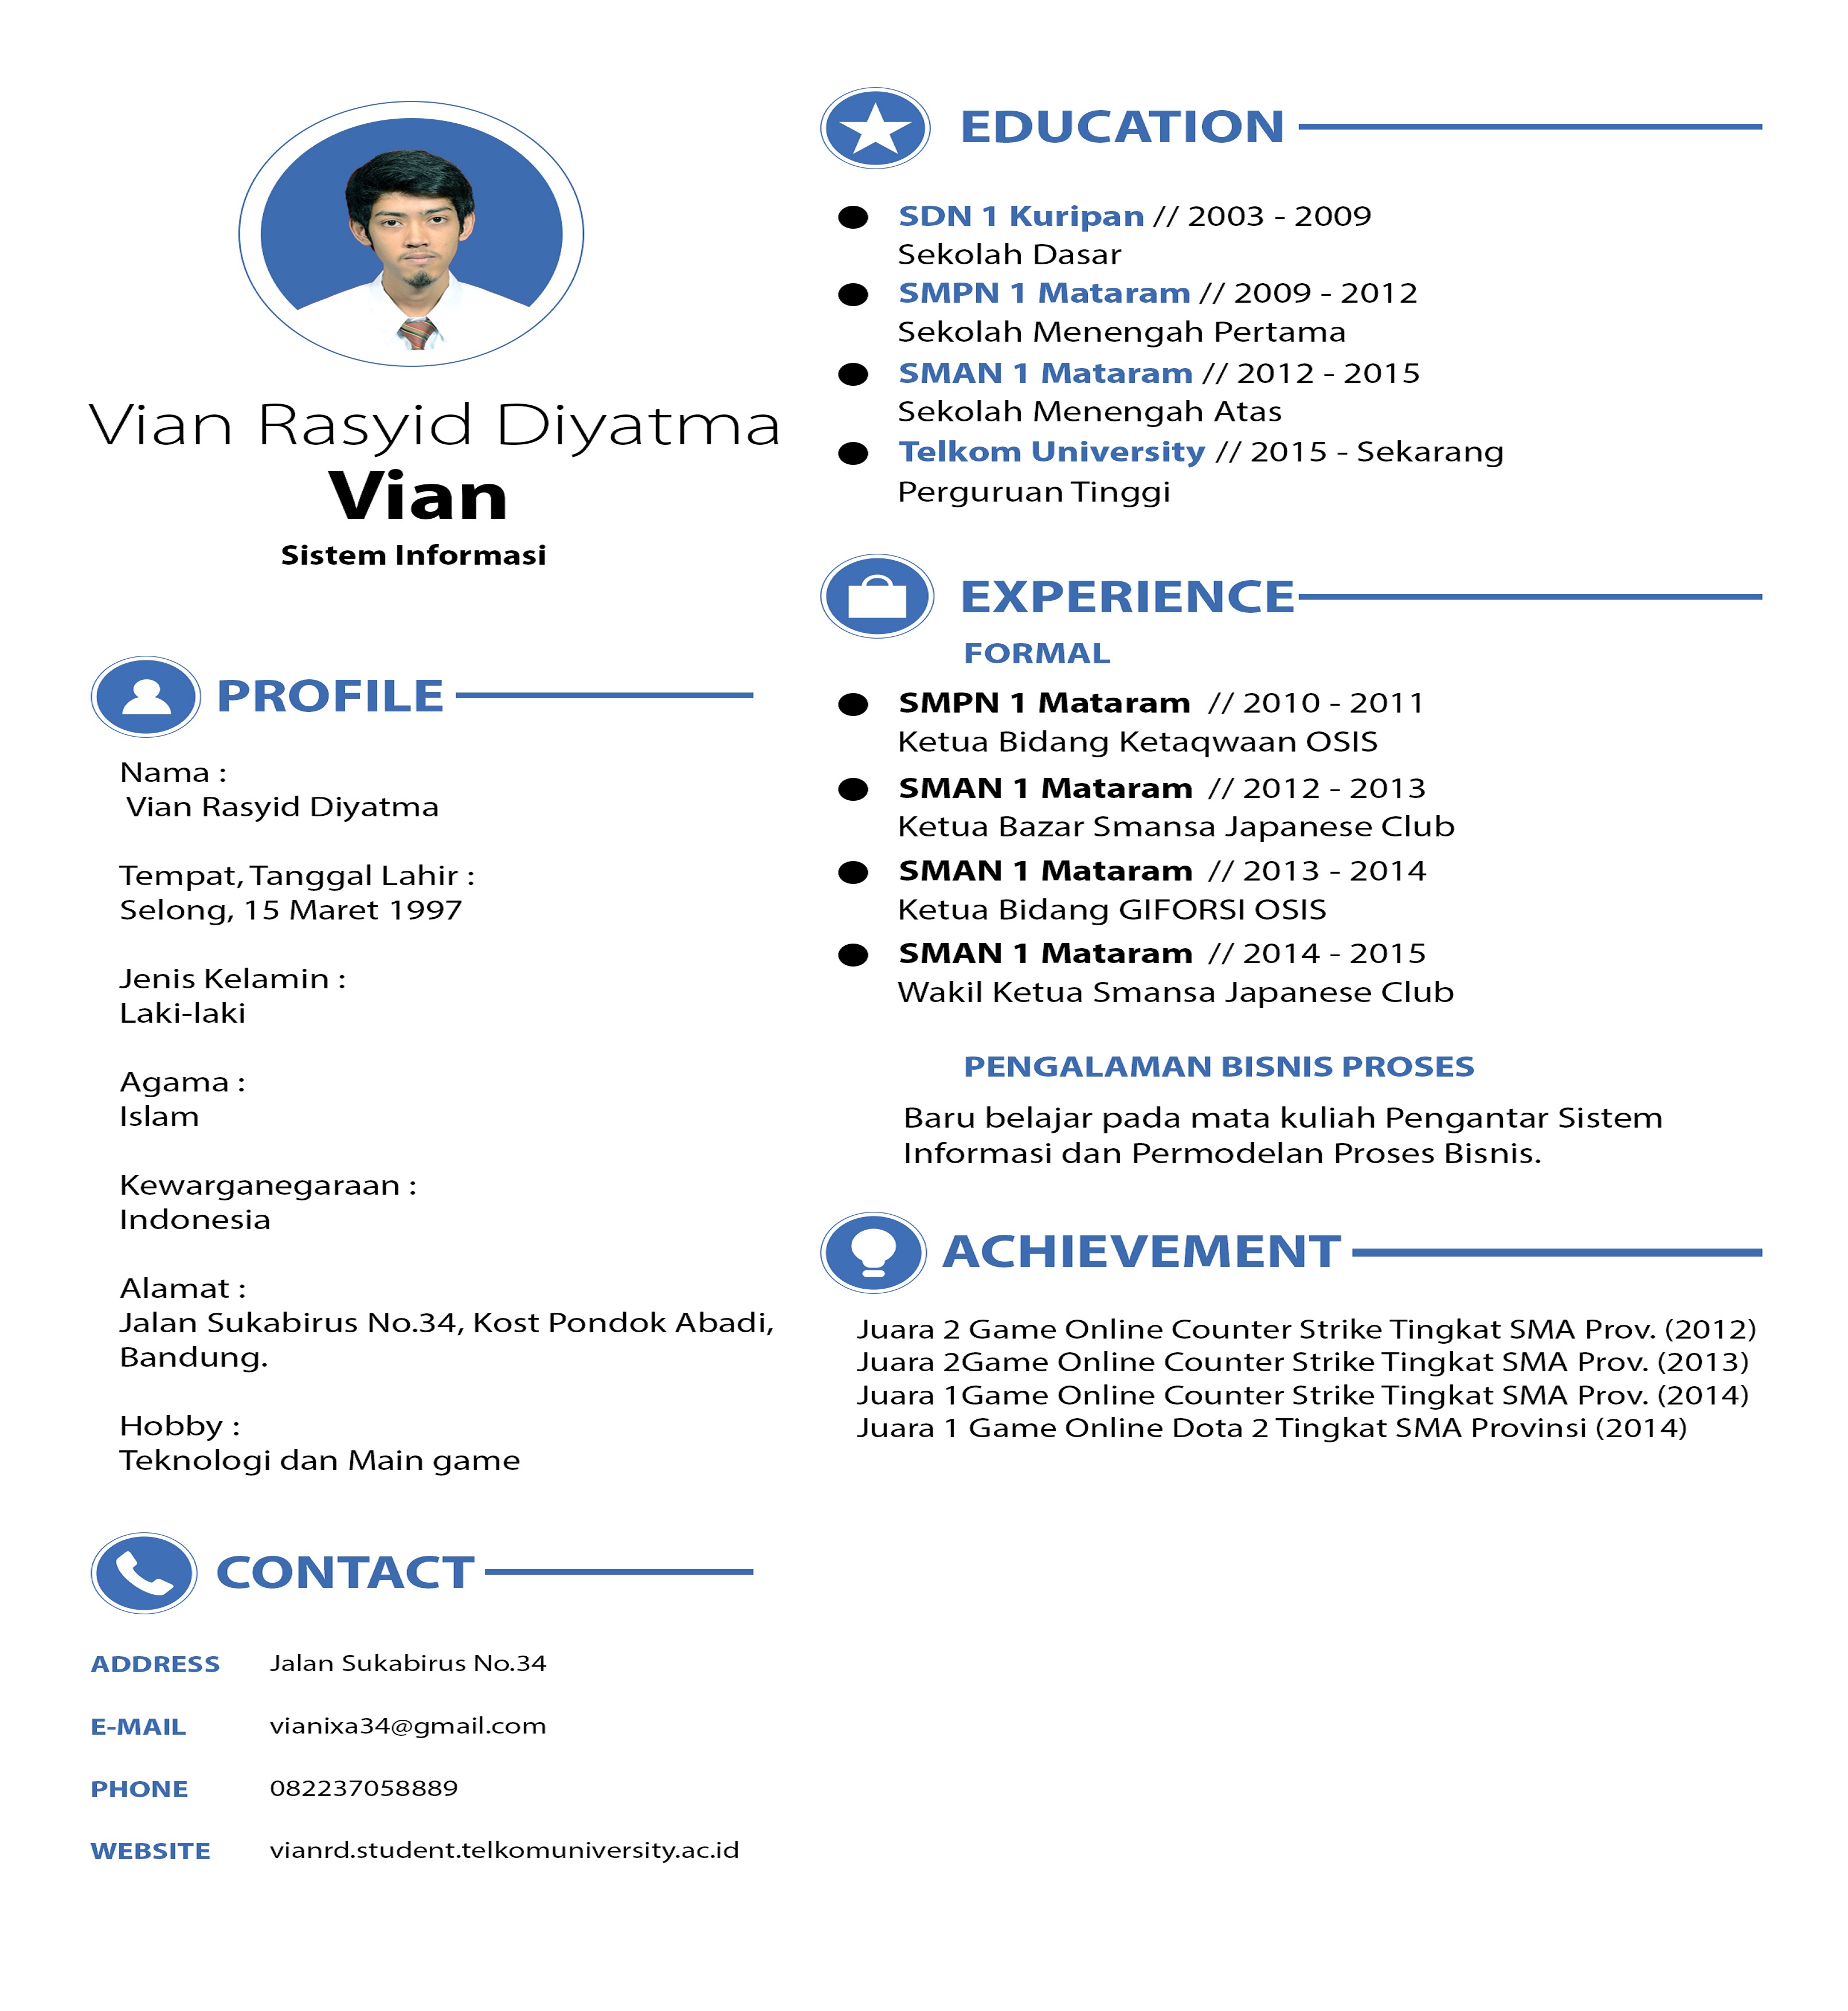 Vian Rasyid Diyatma
Vian
Sistem Informasi
PROFILE
Nama :
Vian Rasyid Diyatma
Tempat, Tanggal Lahir :
Selong, 15 Maret 1997
Jenis Kelamin :
Laki-laki
Agama :
Islam
Kewarganegaraan :
Indonesia
Alamat :
Jalan Sukabirus No.34, Kost Pondok Abadi,
Bandung.
Hobby :
Teknologi dan Main game
CONTACT
ADDRESS Jalan Sukabirus No.34
E-MAIL vianixa34@gmail.com
PHONE 082237058889
WEBSITE vianrd.student.telkomuniversity.ac.id
EDUCATION
SDN 1 Kuripan // 2003 - 2009
Sekolah Dasar
SMPN 1 Mataram // 2009 - 2012
Sekolah Menengah Pertama
SMAN 1 Mataram // 2012 - 2015
Sekolah Menengah Atas
Telkom University // 2015 - Sekarang
Perguruan Tinggi
EXPERIENCE
FORMAL
SMPN 1 Mataram // 2010 - 2011
Ketua Bidang Ketaqwaan OSIS
SMAN 1 Mataram // 2012 - 2013
Ketua Bazar Smansa Japanese Club
SMAN 1 Mataram // 2013 - 2014
Ketua Bidang GIFORSI OSIS
SMAN 1 Mataram // 2014 - 2015
Wakil Ketua Smansa Japanese Club
PENGALAMAN BISNIS PROSES
Baru belajar pada mata kuliah Pengantar Sistem
Informasi dan Permodelan Proses Bisnis.
ACHIEVEMENT
Juara 2 Game Online Counter Strike Tingkat SMA Prov. (2012)
Juara 2Game Online Counter Strike Tingkat SMA Prov. (2013)
Juara 1Game Online Counter Strike Tingkat SMA Prov. (2014)
Juara 1 Game Online Dota 2 Tingkat SMA Provinsi (2014)